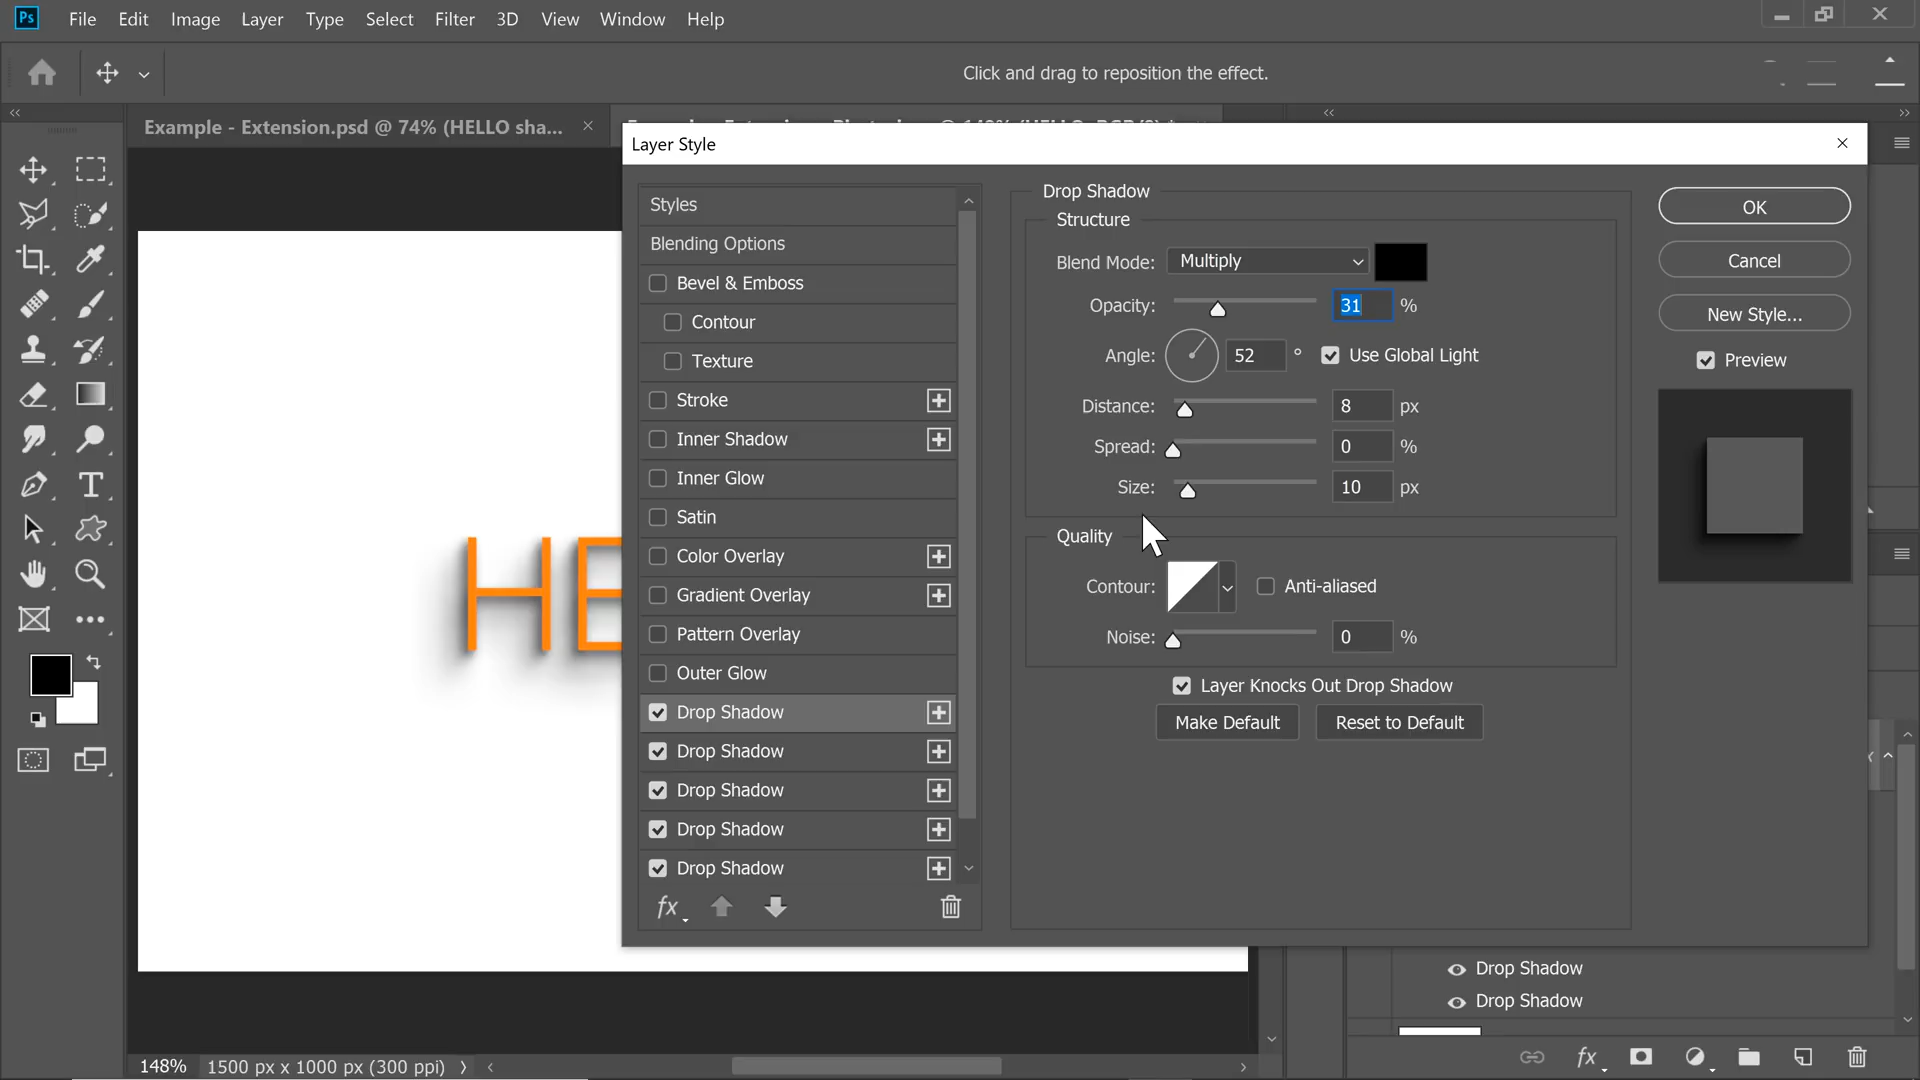 Ps File Edit Image Layer Type Select Filter 3D View Window Help
Click and drag to reposition the effect.
Example - Extension.psd @ 74% (HELLO sha...
Layer Style
Styles
Blending Options
Bevel & Emboss
Contour
Texture
Stroke
Inner Shadow
Inner Glow
Satin
Color Overlay
Gradient Overlay
Pattern Overlay
Outer Glow
Drop Shadow
Drop Shadow
Drop Shadow
Drop Shadow
Drop Shadow
fx
Drop Shadow
Structure
Blend Mode: Multiply
Opacity: 31 %
Angle: 52 ° Use Global Light
Distance: 8 px
Spread: 0 %
Size: 10 px
Quality
Contour: Anti-aliased
Noise: 0 %
Layer Knocks Out Drop Shadow
Make Default Reset to Default
OK
Cancel
New Style...
Preview
HE
T
Drop Shadow
Drop Shadow
fx
148% 1500 px x 1000 px (300 ppi)